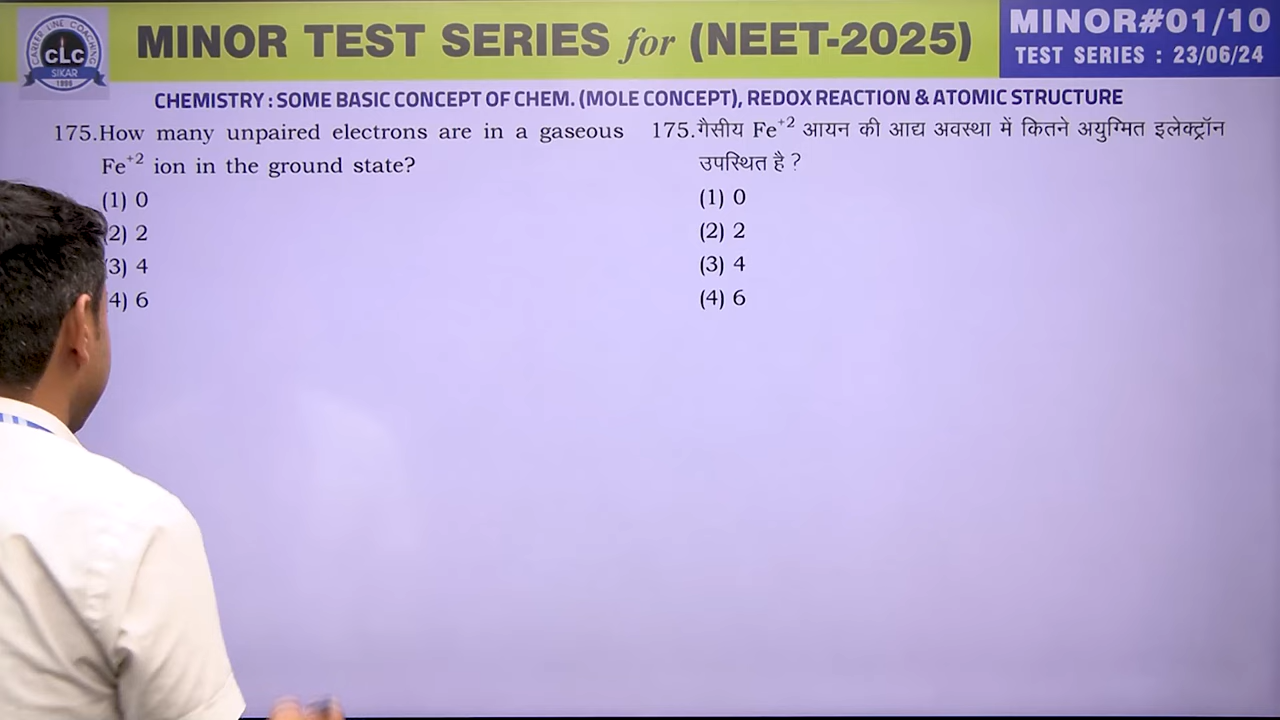 CAREER LINE COACHING
CLC
SIKAR
1996
MINOR TEST SERIES for (NEET-2025)
MINOR#01/10
TEST SERIES : 23/06/24
CHEMISTRY : SOME BASIC CONCEPT OF CHEM. (MOLE CONCEPT), REDOX REACTION & ATOMIC STRUCTURE
175.How many unpaired electrons are in a gaseous
Fe+2 ion in the ground state?
(1) 0
(2) 2
(3) 4
(4) 6
175.गैसीय Fe+2 आयन की आद्य अवस्था में कितने अयुग्मित इलेक्ट्रॉन
उपस्थित है ?
(1) 0
(2) 2
(3) 4
(4) 6